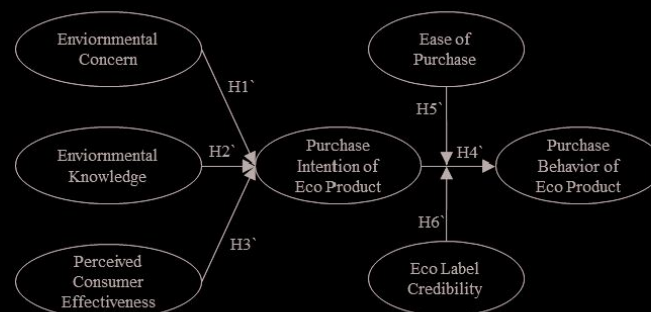 Enviornmental
Concern
Ease of
Purchase
H1`
H5`
Enviornmental
Knowledge
H2`
Purchase
Intention of
Eco Product
H4`
Purchase
Behavior of
Eco Product
H3`
H6`
Perceived
Consumer
Effectiveness
Eco Label
Credibility